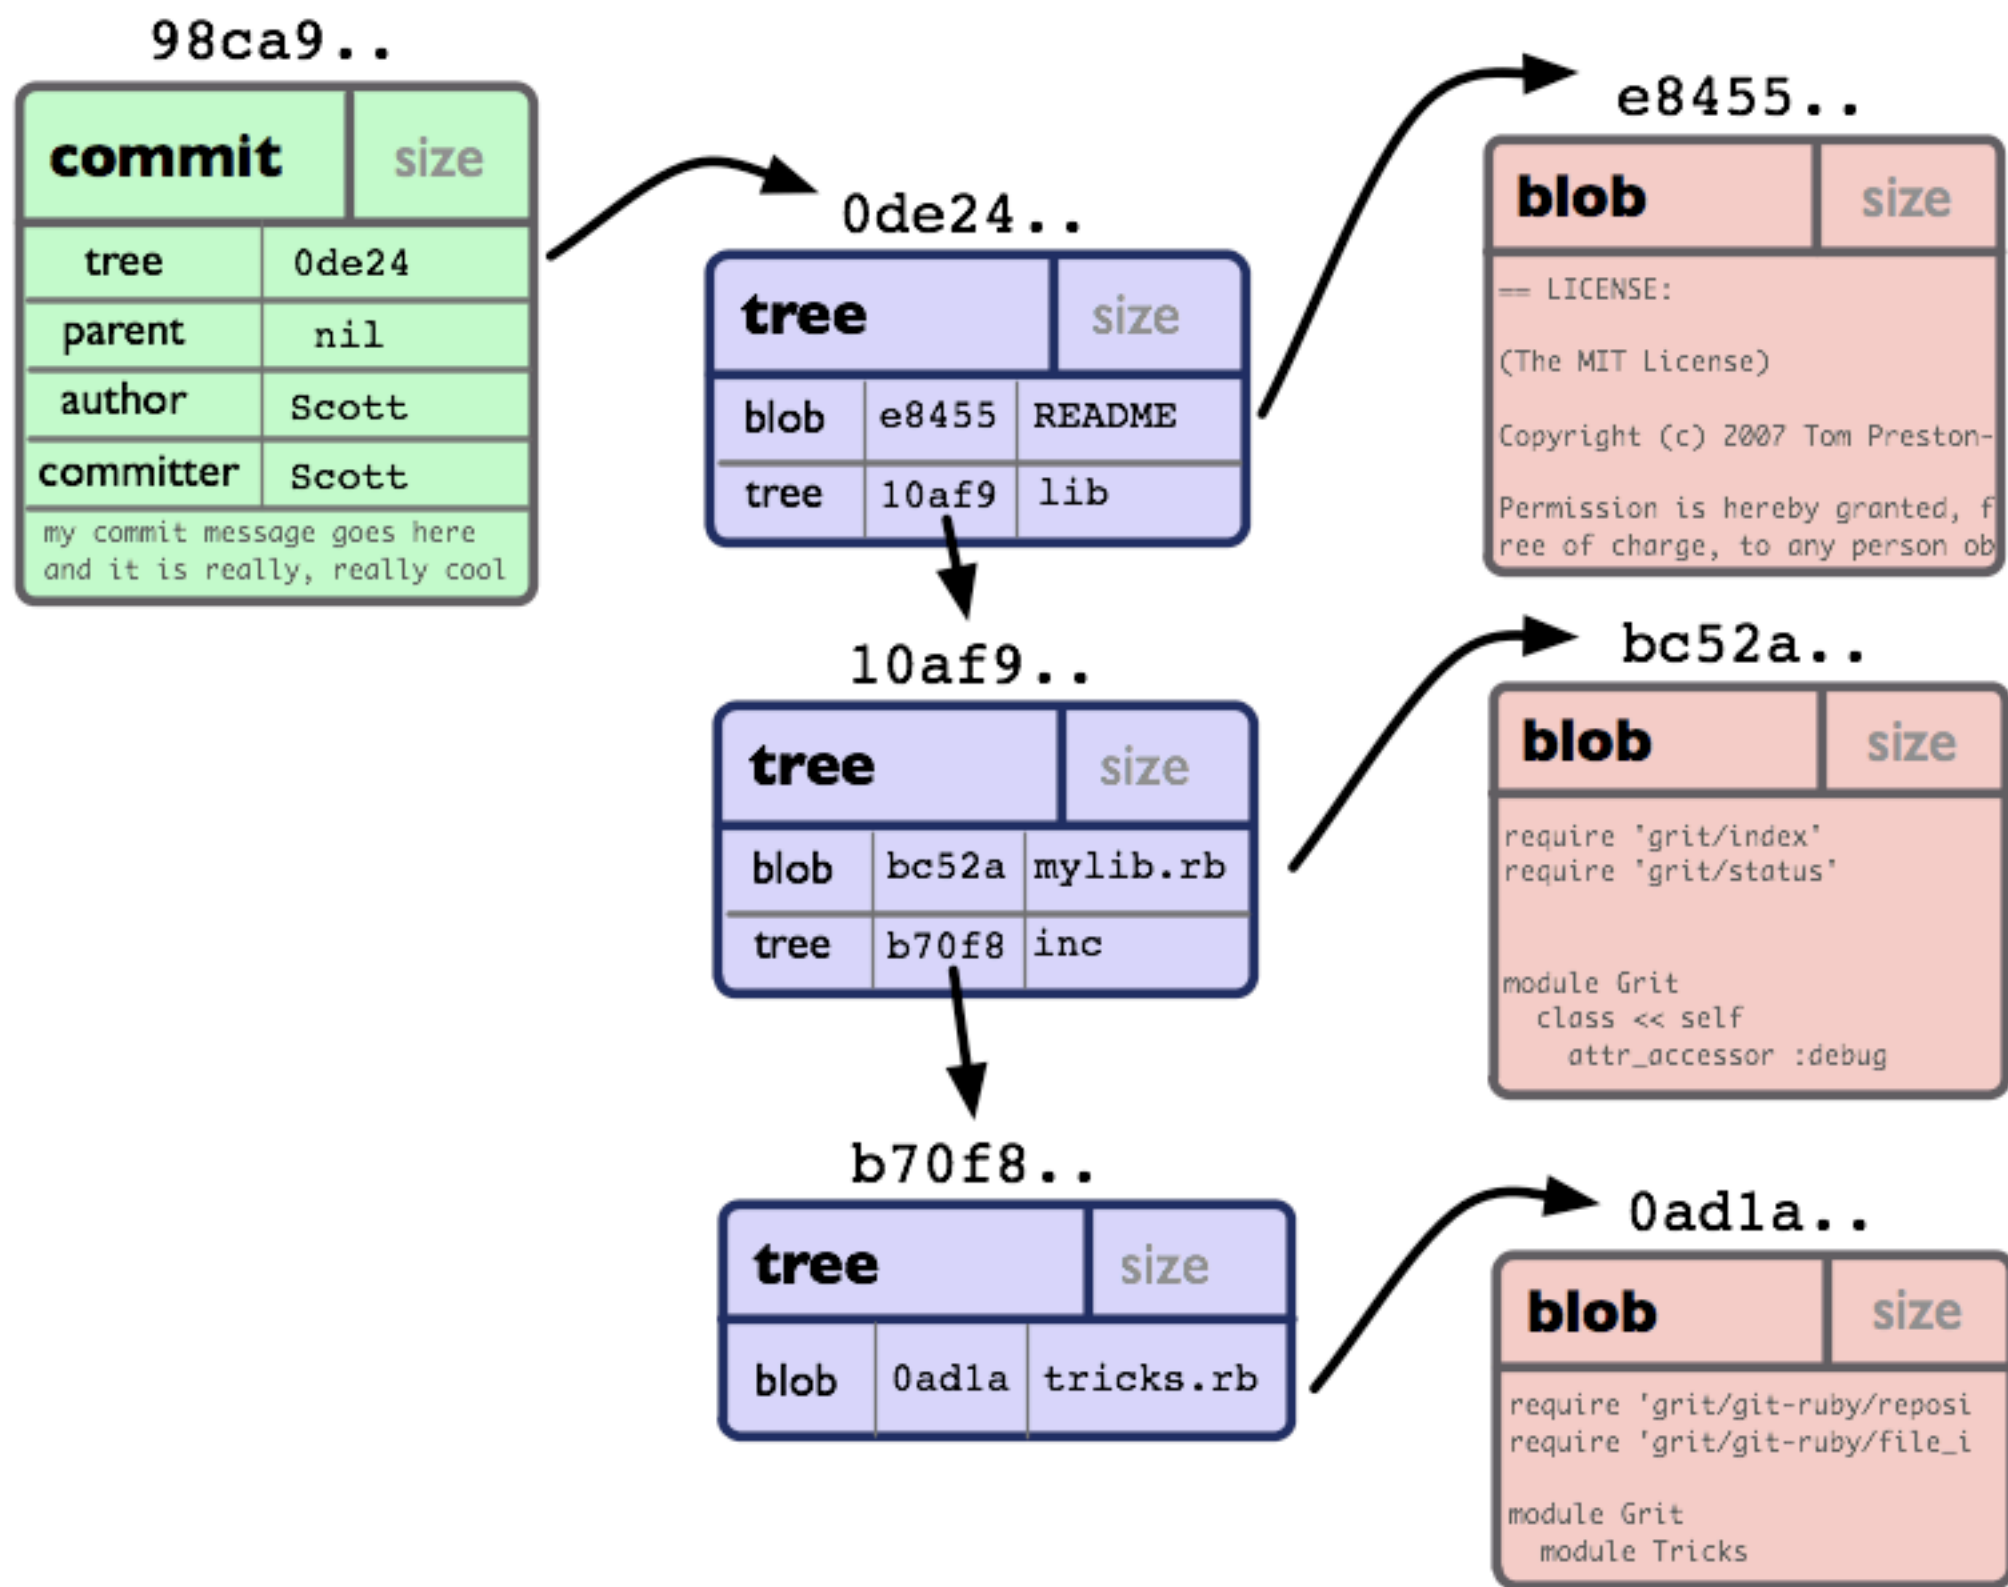 98ca9..
commit size
tree 0de24
parent nil
author Scott
committer Scott
my commit message goes here
and it is really, really cool
0de24..
tree size
blob e8455 README
tree 10af9 lib
10af9..
tree size
blob bc52a mylib.rb
tree b70f8 inc
b70f8..
tree size
blob 0ad1a tricks.rb
e8455..
blob size
== LICENSE:
(The MIT License)
Copyright (c) 2007 Tom Preston-
Permission is hereby granted, f
ree of charge, to any person ob
bc52a..
blob size
require 'grit/index'
require 'grit/status'
module Grit
class << self
attr_accessor :debug
0ad1a..
blob size
require 'grit/git-ruby/reposi
require 'grit/git-ruby/file_i
module Grit
module Tricks